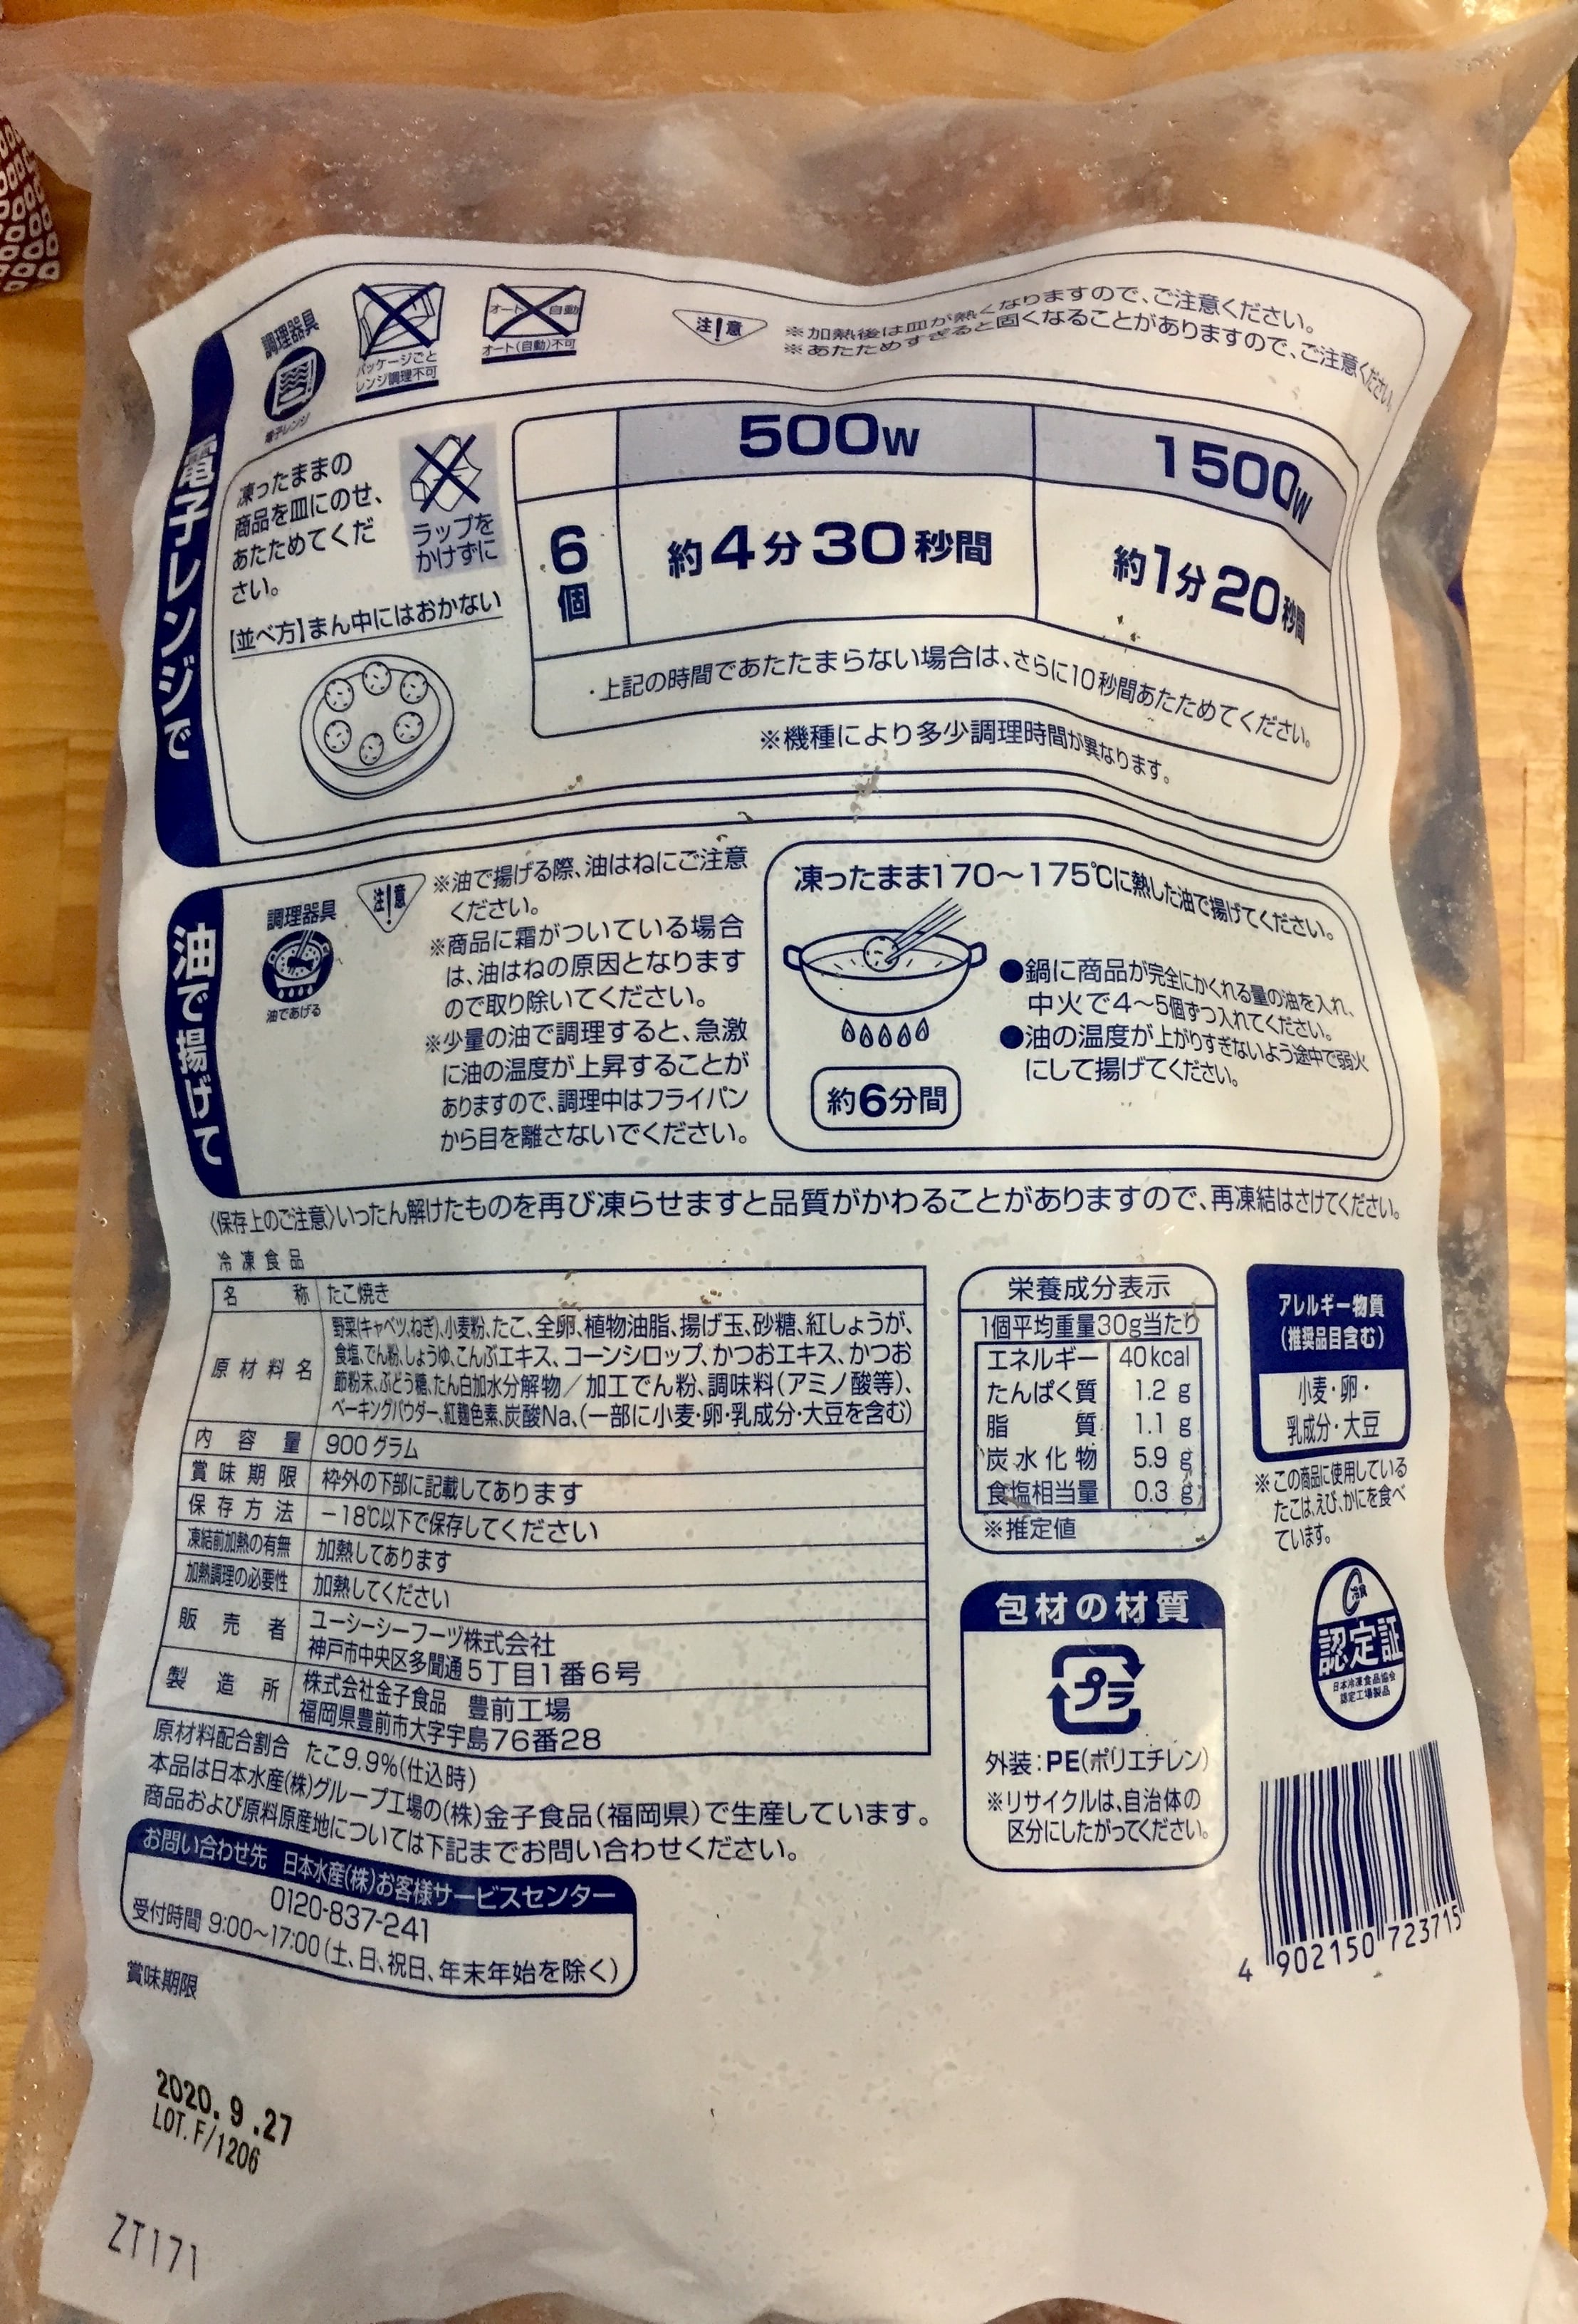 電子レンジで
調理器具
電子レンジ
パッケージごと
レンジ調理不可
オート 自動
オート(自動)不可
注!意
※加熱後は皿が熱くなりますので、ご注意ください。
※あたためすぎると固くなることがありますので、ご注意ください。
凍ったままの
商品を皿にのせ、
あたためてくだ
さい。
ラップを
かけずに
【並べ方】まん中にはおかない
500W 1500W
6個 約4分30秒間 約1分20秒間
・上記の時間であたたまらない場合は、さらに10秒間あたためてください。
※機種により多少調理時間が異なります。
油で揚げて
調理器具
油であげる
注!意
※油で揚げる際、油はねにご注意
ください。
※商品に霜がついている場合
は、油はねの原因となります
ので取り除いてください。
※少量の油で調理すると、急激
に油の温度が上昇することが
ありますので、調理中はフライパン
から目を離さないでください。
凍ったまま170〜175℃に熱した油で揚げてください。
●鍋に商品が完全にかくれる量の油を入れ、
中火で4〜5個ずつ入れてください。
●油の温度が上がりすぎないよう途中で弱火
にして揚げてください。
約6分間
〈保存上のご注意〉いったん解けたものを再び凍らせますと品質がかわることがありますので、再凍結はさけてください。
冷凍食品
名称 たこ焼き
原材料名 野菜(キャベツ、ねぎ)、小麦粉、たこ、全卵、植物油脂、揚げ玉、砂糖、紅しょうが、
食塩、でん粉、しょうゆ、こんぶエキス、コーンシロップ、かつおエキス、かつお
節粉末、ぶどう糖、たん白加水分解物/加工でん粉、調味料(アミノ酸等)、
ベーキングパウダー、紅麹色素、炭酸Na、(一部に小麦・卵・乳成分・大豆を含む)
内容量 900グラム
賞味期限 枠外の下部に記載してあります
保存方法 −18℃以下で保存してください
凍結前加熱の有無 加熱してあります
加熱調理の必要性 加熱してください
販売者 ユーシーシーフーヅ株式会社
神戸市中央区多聞通5丁目1番6号
製造所 株式会社金子食品 豊前工場
福岡県豊前市大字宇島76番28
原材料配合割合 たこ9.9%(仕込時)
本品は日本水産(株)グループ工場の(株)金子食品(福岡県)で生産しています。
商品および原料原産地については下記までお問い合わせください。
お問い合わせ先 日本水産(株)お客様サービスセンター
0120-837-241
受付時間 9:00〜17:00(土、日、祝日、年末年始を除く)
賞味期限
2020.9.27
LOT.F/1206
ZT171
栄養成分表示
1個平均重量30g当たり
エネルギー 40kcal
たんぱく質 1.2g
脂質 1.1g
炭水化物 5.9g
食塩相当量 0.3g
※推定値
包材の材質
プラ
外装:PE(ポリエチレン)
※リサイクルは、自治体の
区分にしたがってください。
アレルギー物質
(推奨品目含む)
小麦・卵・
乳成分・大豆
※この商品に使用している
たこは、えび、かにを食べ
ています。
冷食
認定証
日本冷凍食品協会
認定工場製品
4 902150 723715